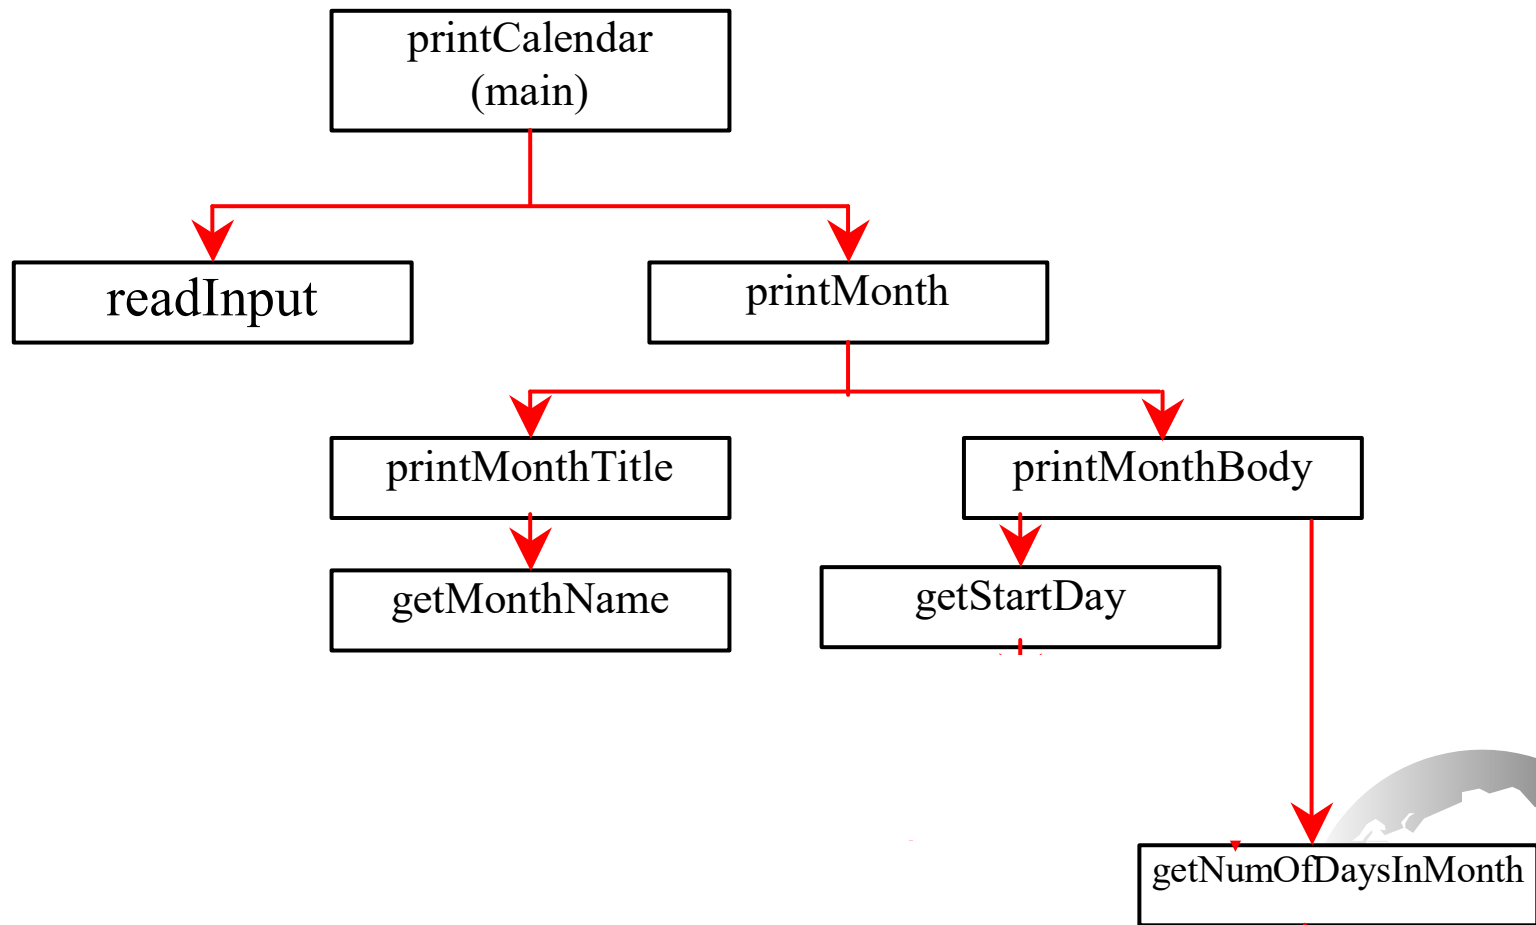 printCalendar
(main)
readInput
printMonth
printMonthTitle
printMonthBody
getMonthName
getStartDay
getNumOfDaysInMonth